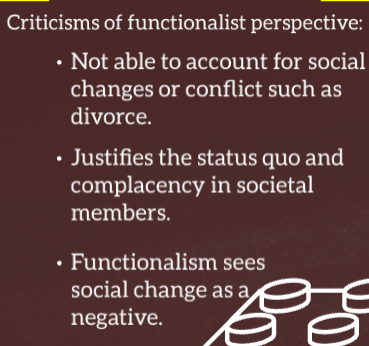 Criticisms of functionalist perspective:
• Not able to account for social
changes or conflict such as
divorce.
• Justifies the status quo and
complacency in societal
members.
• Functionalism sees
social change as a
negative.